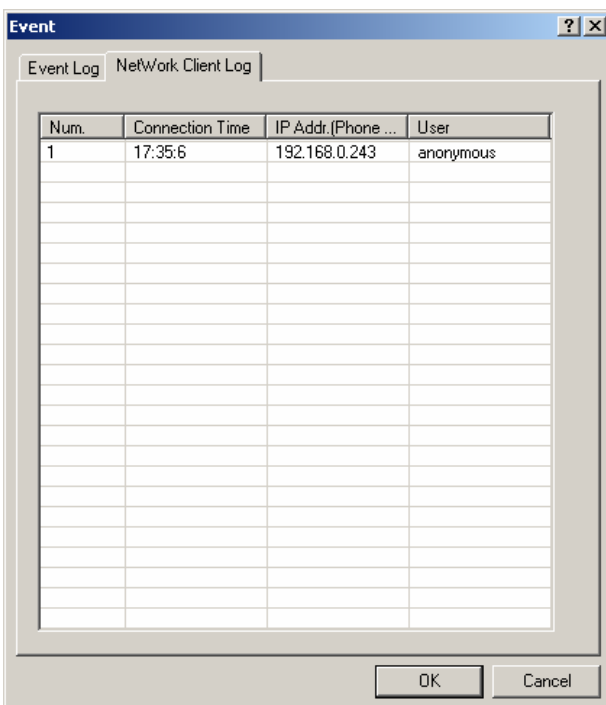 Event
Event Log NetWork Client Log
Num. Connection Time IP Addr.(Phone ... User
1 17:35:6 192.168.0.243 anonymous
OK Cancel